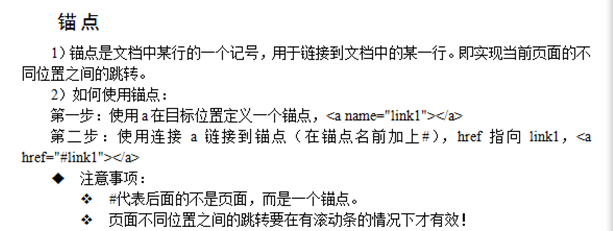 锚点
1）锚点是文档中某行的一个记号，用于链接到文档中的某一行。即实现当前页面的不
同位置之间的跳转。
2）如何使用锚点：
第一步：使用 a 在目标位置定义一个锚点，<a name="link1"></a>
第二步：使用连接 a 链接到锚点（在锚点名前加上#），href 指向 link1，<a
href="#link1"></a>
◆ 注意事项：
❖ #代表后面的不是页面，而是一个锚点。
❖ 页面不同位置之间的跳转要在有滚动条的情况下才有效！